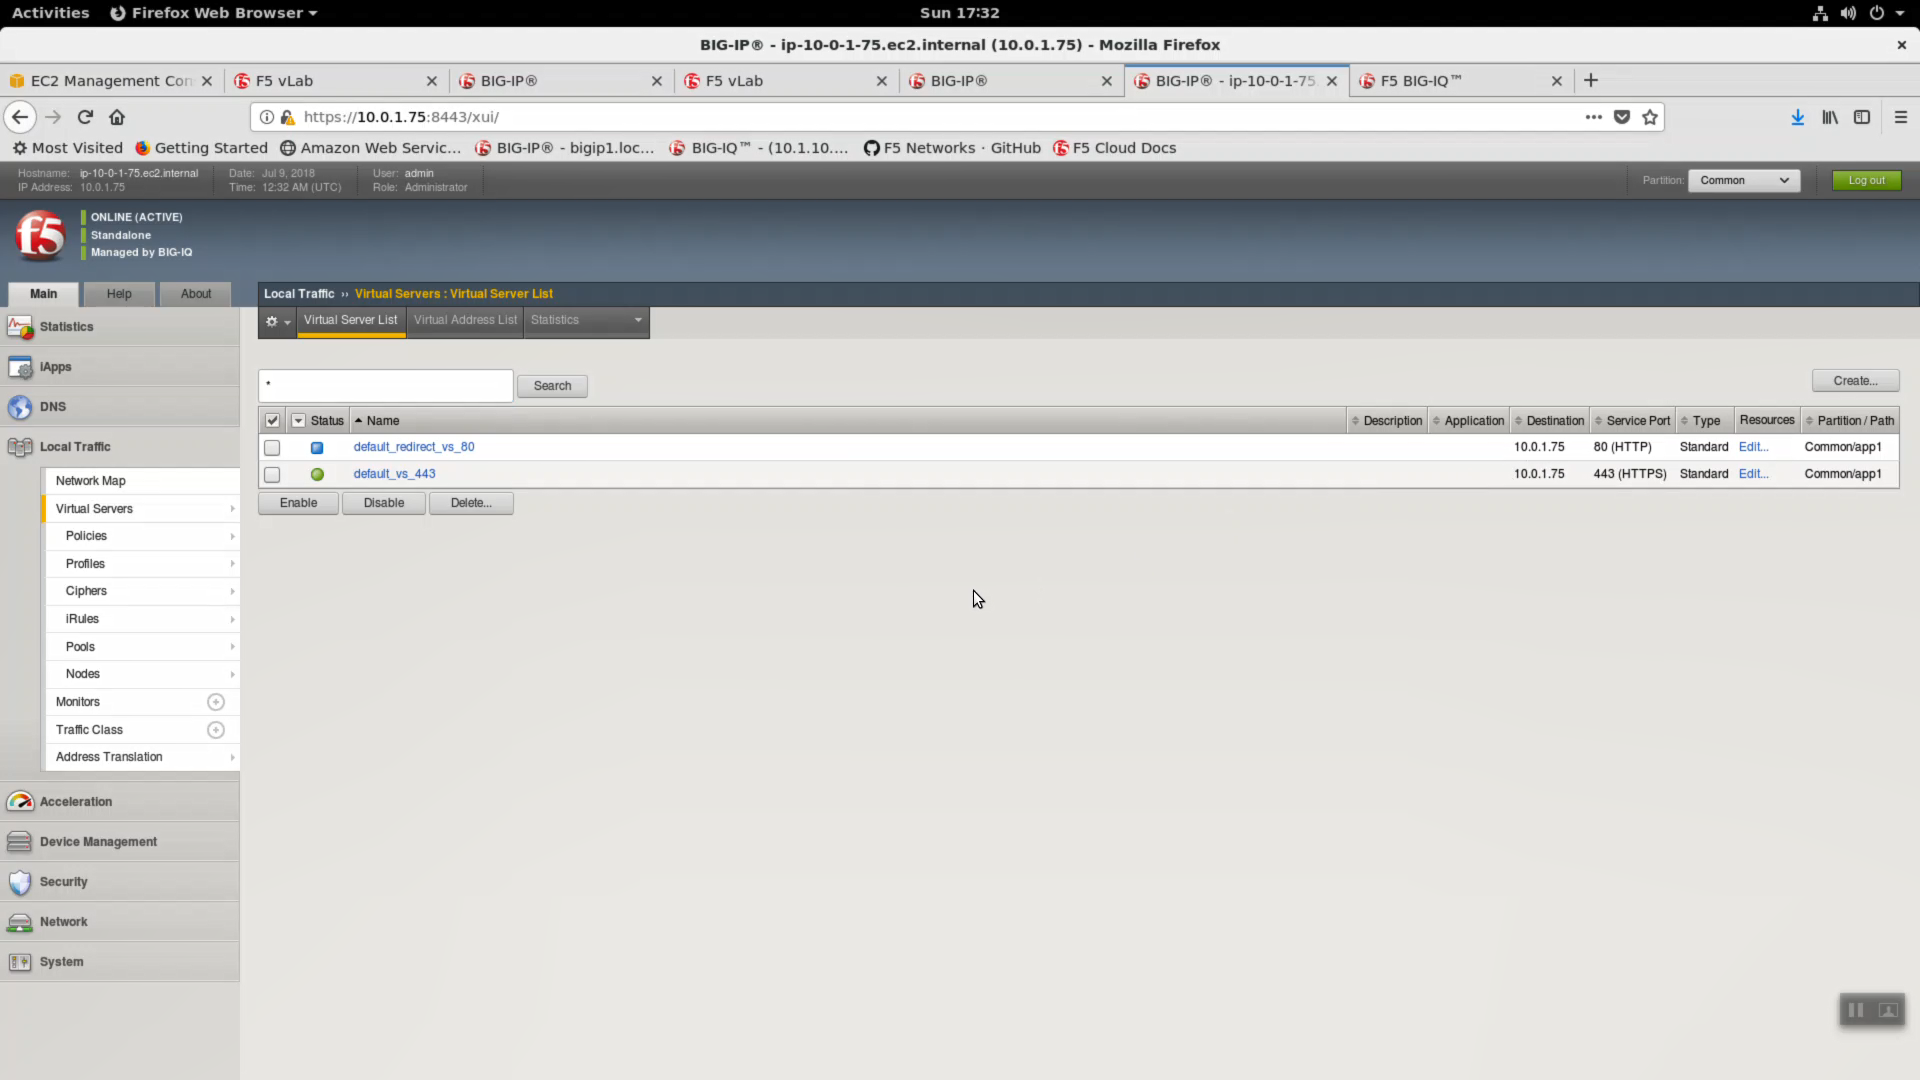 Activities Firefox Web Browser Sun 17:32
BIG-IP® - ip-10-0-1-75.ec2.internal (10.0.1.75) - Mozilla Firefox
EC2 Management Con F5 vLab BIG-IP® F5 vLab BIG-IP® BIG-IP® - ip-10-0-1-75. F5 BIG-IQ™
https://10.0.1.75:8443/xui/
Most Visited Getting Started Amazon Web Servic... BIG-IP® - bigip1.loc... BIG-IQ™ - (10.1.10.... F5 Networks · GitHub F5 Cloud Docs
Hostname: ip-10-0-1-75.ec2.internal Date: Jul 9, 2018 User: admin
IP Address: 10.0.1.75 Time: 12:32 AM (UTC) Role: Administrator
Partition: Common Log out
f5
ONLINE (ACTIVE)
Standalone
Managed by BIG-IQ
Main Help About
Local Traffic ›› Virtual Servers : Virtual Server List
Virtual Server List Virtual Address List Statistics
Statistics
iApps
DNS
Local Traffic
Network Map
Virtual Servers
Policies
Profiles
Ciphers
iRules
Pools
Nodes
Monitors
Traffic Class
Address Translation
Acceleration
Device Management
Security
Network
System
* Search Create...
Status Name Description Application Destination Service Port Type Resources Partition / Path
default_redirect_vs_80 10.0.1.75 80 (HTTP) Standard Edit... Common/app1
default_vs_443 10.0.1.75 443 (HTTPS) Standard Edit... Common/app1
Enable Disable Delete...